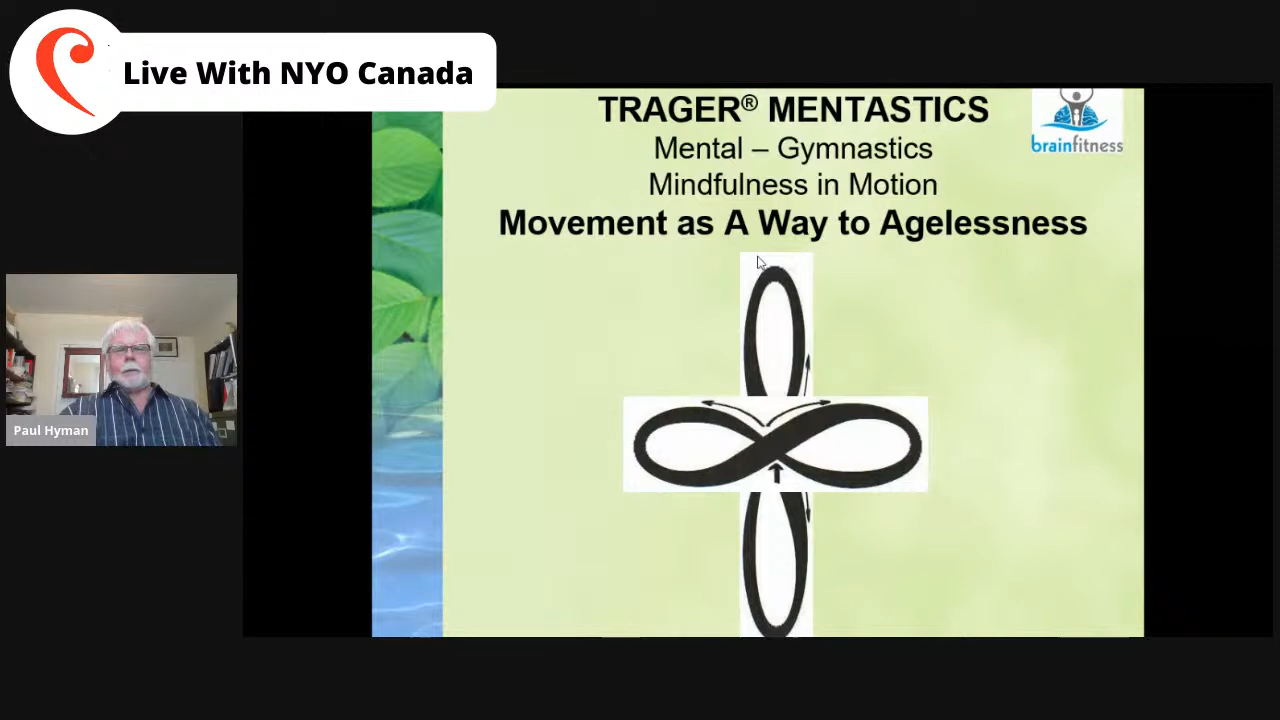 Live With NYO Canada
TRAGER® MENTASTICS
Mental – Gymnastics
Mindfulness in Motion
Movement as A Way to Agelessness
brainfitness
Paul Hyman